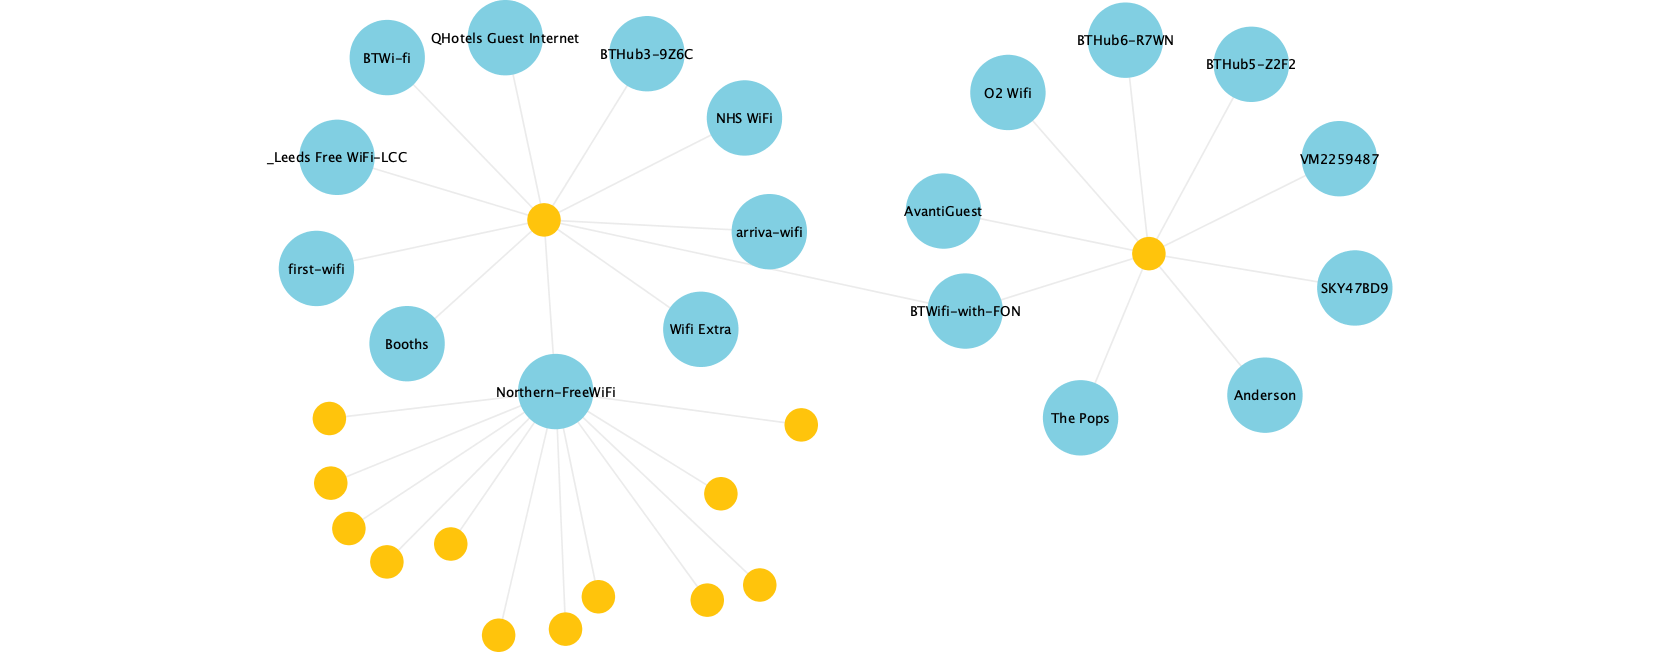 QHotels Guest Internet
BTHub6-R7WN
BTWi-fi
BTHub3-9Z6C
BTHub5-Z2F2
O2 Wifi
NHS WiFi
_Leeds Free WiFi-LCC
VM2259487
AvantiGuest
arriva-wifi
first-wifi
SKY47BD9
BTWifi-with-FON
Wifi Extra
Booths
Northern-FreeWiFi
Anderson
The Pops